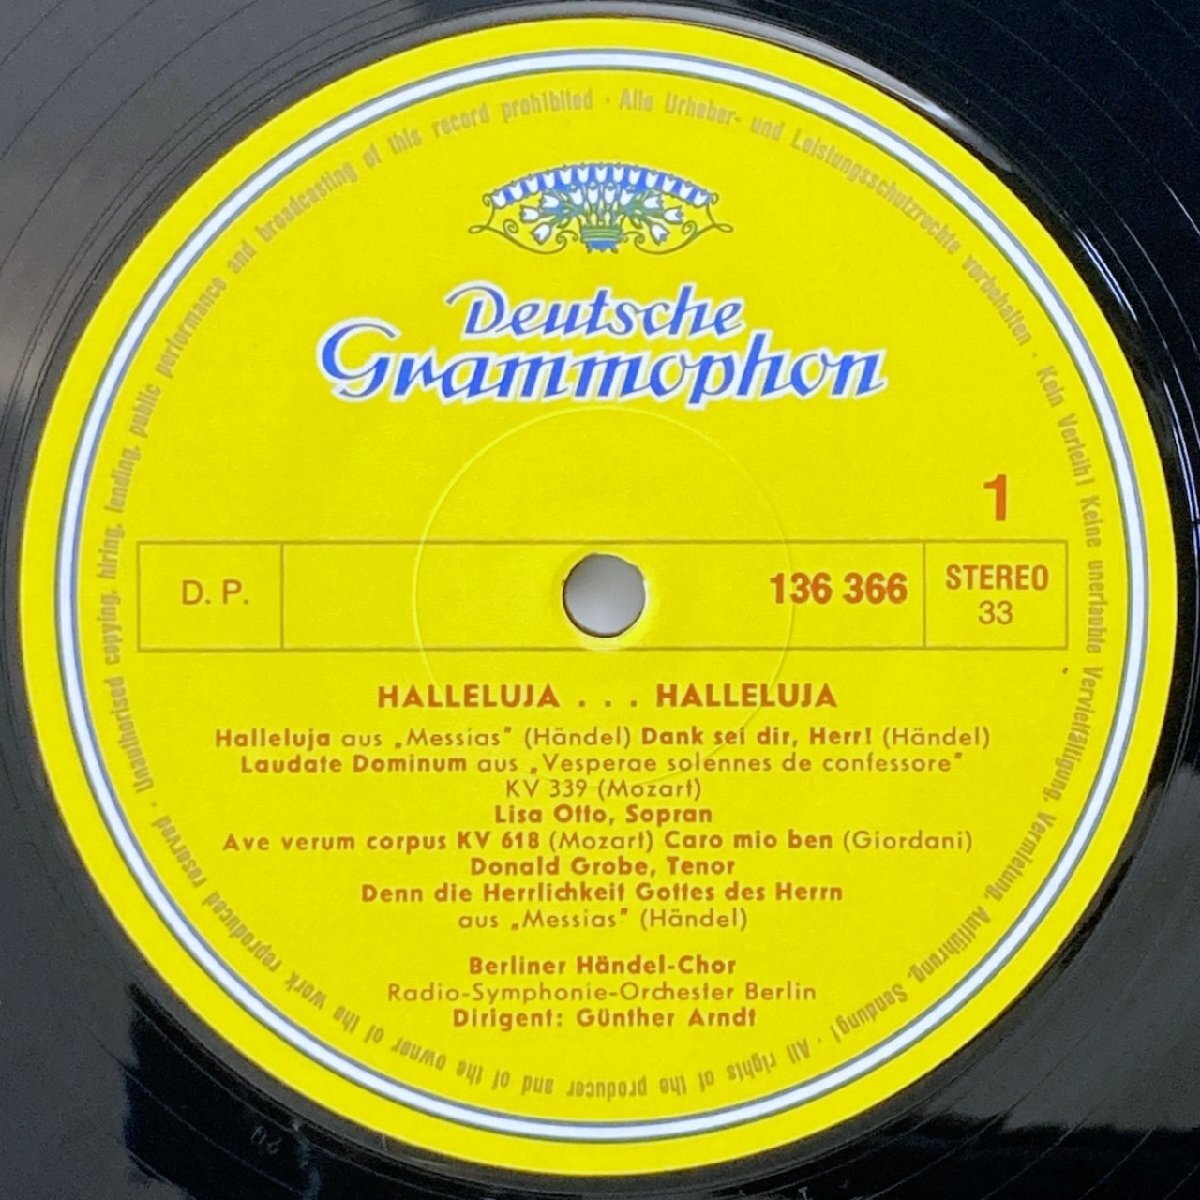 Deutsche
Grammophon
1
D. P.
136 366
STEREO
33
HALLELUJA . . . HALLELUJA
Halleluja aus „Messias" (Händel) Dank sei dir, Herr! (Händel)
Laudate Dominum aus „Vesperae solennes de confessore"
KV 339 (Mozart)
Lisa Otto, Sopran
Ave verum corpus KV 618 (Mozart) Caro mio ben (Giordani)
Donald Grobe, Tenor
Denn die Herrlichkeit Gottes des Herrn
aus „Messias" (Händel)
Berliner Händel-Chor
Radio-Symphonie-Orchester Berlin
Dirigent: Günther Arndt
Alle Urheber- und Leistungsschutzrechte vorbehalten · Kein Verleih! Keine unerlaubte Vervielfältigung, Vermietung, Aufführung, Sendung! · All rights of the producer and of the owner of the work reproduced reserved · Unauthorised copying, hiring, lending, public performance and broadcasting of this record prohibited ·